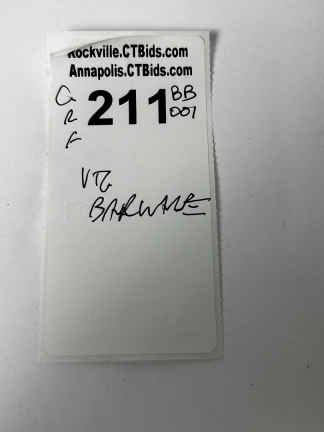 Rockville.CTBids.com
Annapolis.CTBids.com
211
BB
001
VTG
BARWARE